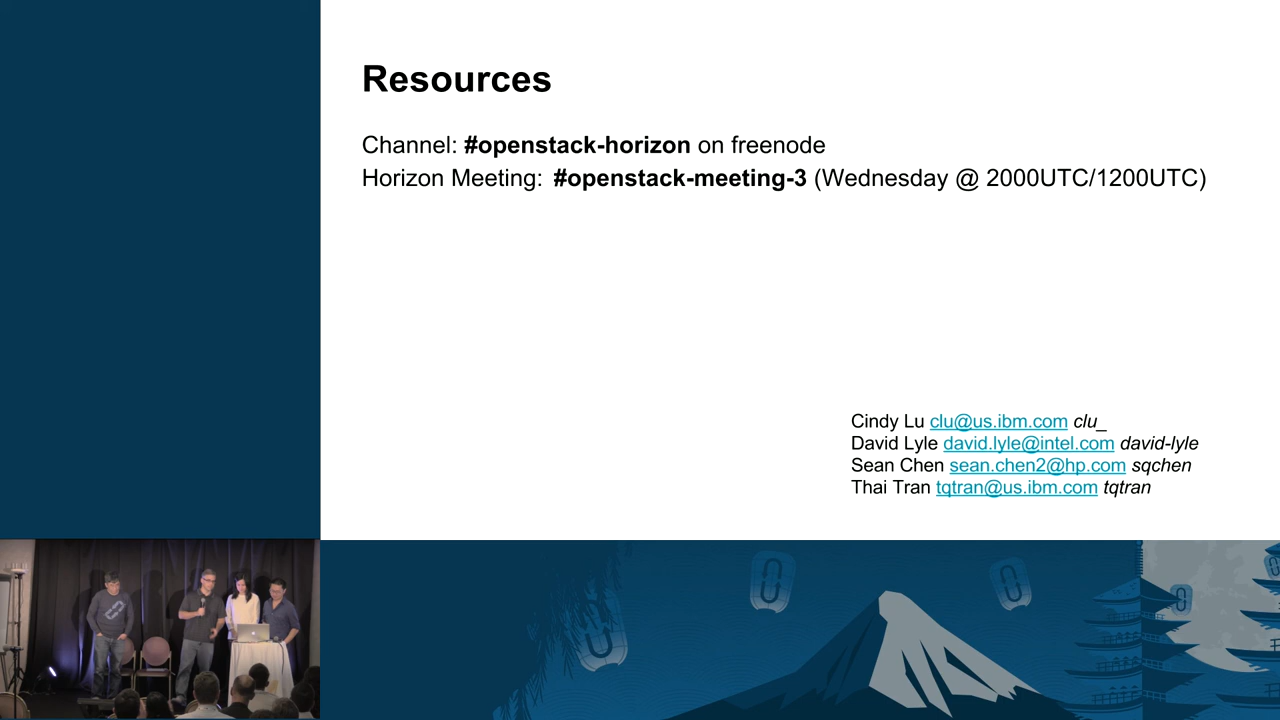 Resources
Channel: #openstack-horizon on freenode
Horizon Meeting: #openstack-meeting-3 (Wednesday @ 2000UTC/1200UTC)
Cindy Lu clu@us.ibm.com clu_
David Lyle david.lyle@intel.com david-lyle
Sean Chen sean.chen2@hp.com sqchen
Thai Tran tqtran@us.ibm.com tqtran